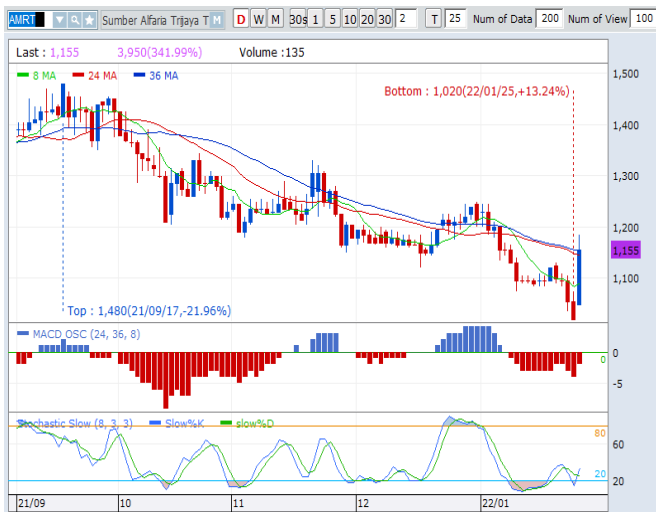 AMRT Sumber Alfaria Trijaya T M D W M 30s 1 5 10 20 30 2 T 25 Num of Data 200 Num of View 100
Last : 1,155 3,950(341.99%) Volume :135
8 MA 24 MA 36 MA
Bottom : 1,020(22/01/25,+13.24%)
1,500
1,400
1,300
1,200
1,155
1,100
Top : 1,480(21/09/17,-21.96%)
MACD OSC (24, 36, 8)
0 0
-5
Stochastic Slow (8, 3, 3) Slow%K slow%D
80
60
20 20
21/09 10 11 12 22/01